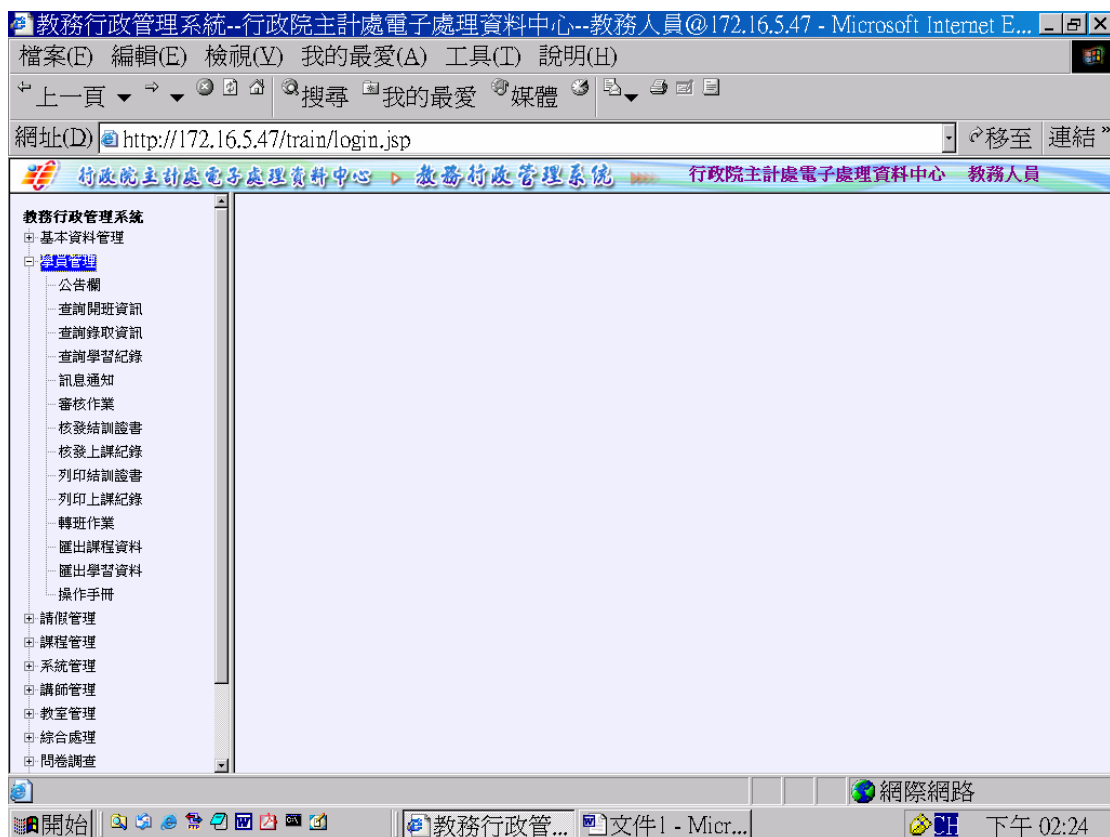 教務行政管理系統--行政院主計處電子處理資料中心--教務人員@172.16.5.47 - Microsoft Internet E...
檔案(F) 編輯(E) 檢視(V) 我的最愛(A) 工具(T) 說明(H)
上一頁 搜尋 我的最愛 媒體
網址(D) http://172.16.5.47/train/login.jsp 移至 連結 »
行政院主計處電子處理資料中心 教務行政管理系統 行政院主計處電子處理資料中心 教務人員
教務行政管理系統
基本資料管理
學員管理
公告欄
查詢開班資訊
查詢錄取資訊
查詢學習紀錄
訊息通知
審核作業
核發結訓證書
核發上課紀錄
列印結訓證書
列印上課紀錄
轉班作業
匯出課程資料
匯出學習資料
操作手冊
請假管理
課程管理
系統管理
講師管理
教室管理
綜合處理
問卷調查
網際網路
開始 教務行政管... 文件1 - Micr... CH 下午 02:24